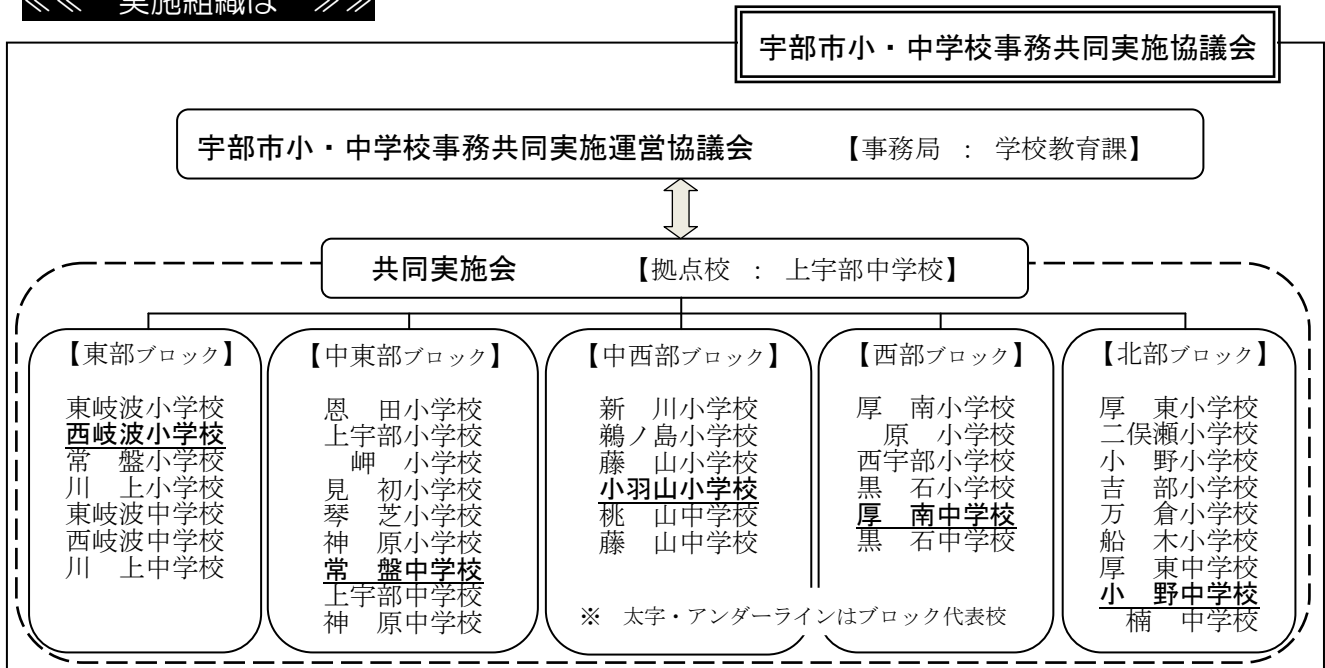 ≪≪ 実施組織は ≫≫
宇部市小・中学校事務共同実施協議会
宇部市小・中学校事務共同実施運営協議会 【事務局 : 学校教育課】
共同実施会 【拠点校 : 上宇部中学校】
【東部ブロック】
東岐波小学校
西岐波小学校
常 盤小学校
川 上小学校
東岐波中学校
西岐波中学校
川 上中学校
【中東部ブロック】
恩 田小学校
上宇部小学校
岬 小学校
見 初小学校
琴 芝小学校
神 原小学校
常 盤中学校
上宇部中学校
神 原中学校
【中西部ブロック】
新 川小学校
鵜ノ島小学校
藤 山小学校
小羽山小学校
桃 山中学校
藤 山中学校
【西部ブロック】
厚 南小学校
原 小学校
西宇部小学校
黒 石小学校
厚 南中学校
黒 石中学校
【北部ブロック】
厚 東小学校
二俣瀬小学校
小 野小学校
吉 部小学校
万 倉小学校
船 木小学校
厚 東中学校
小 野中学校
楠 中学校
※ 太字・アンダーラインはブロック代表校